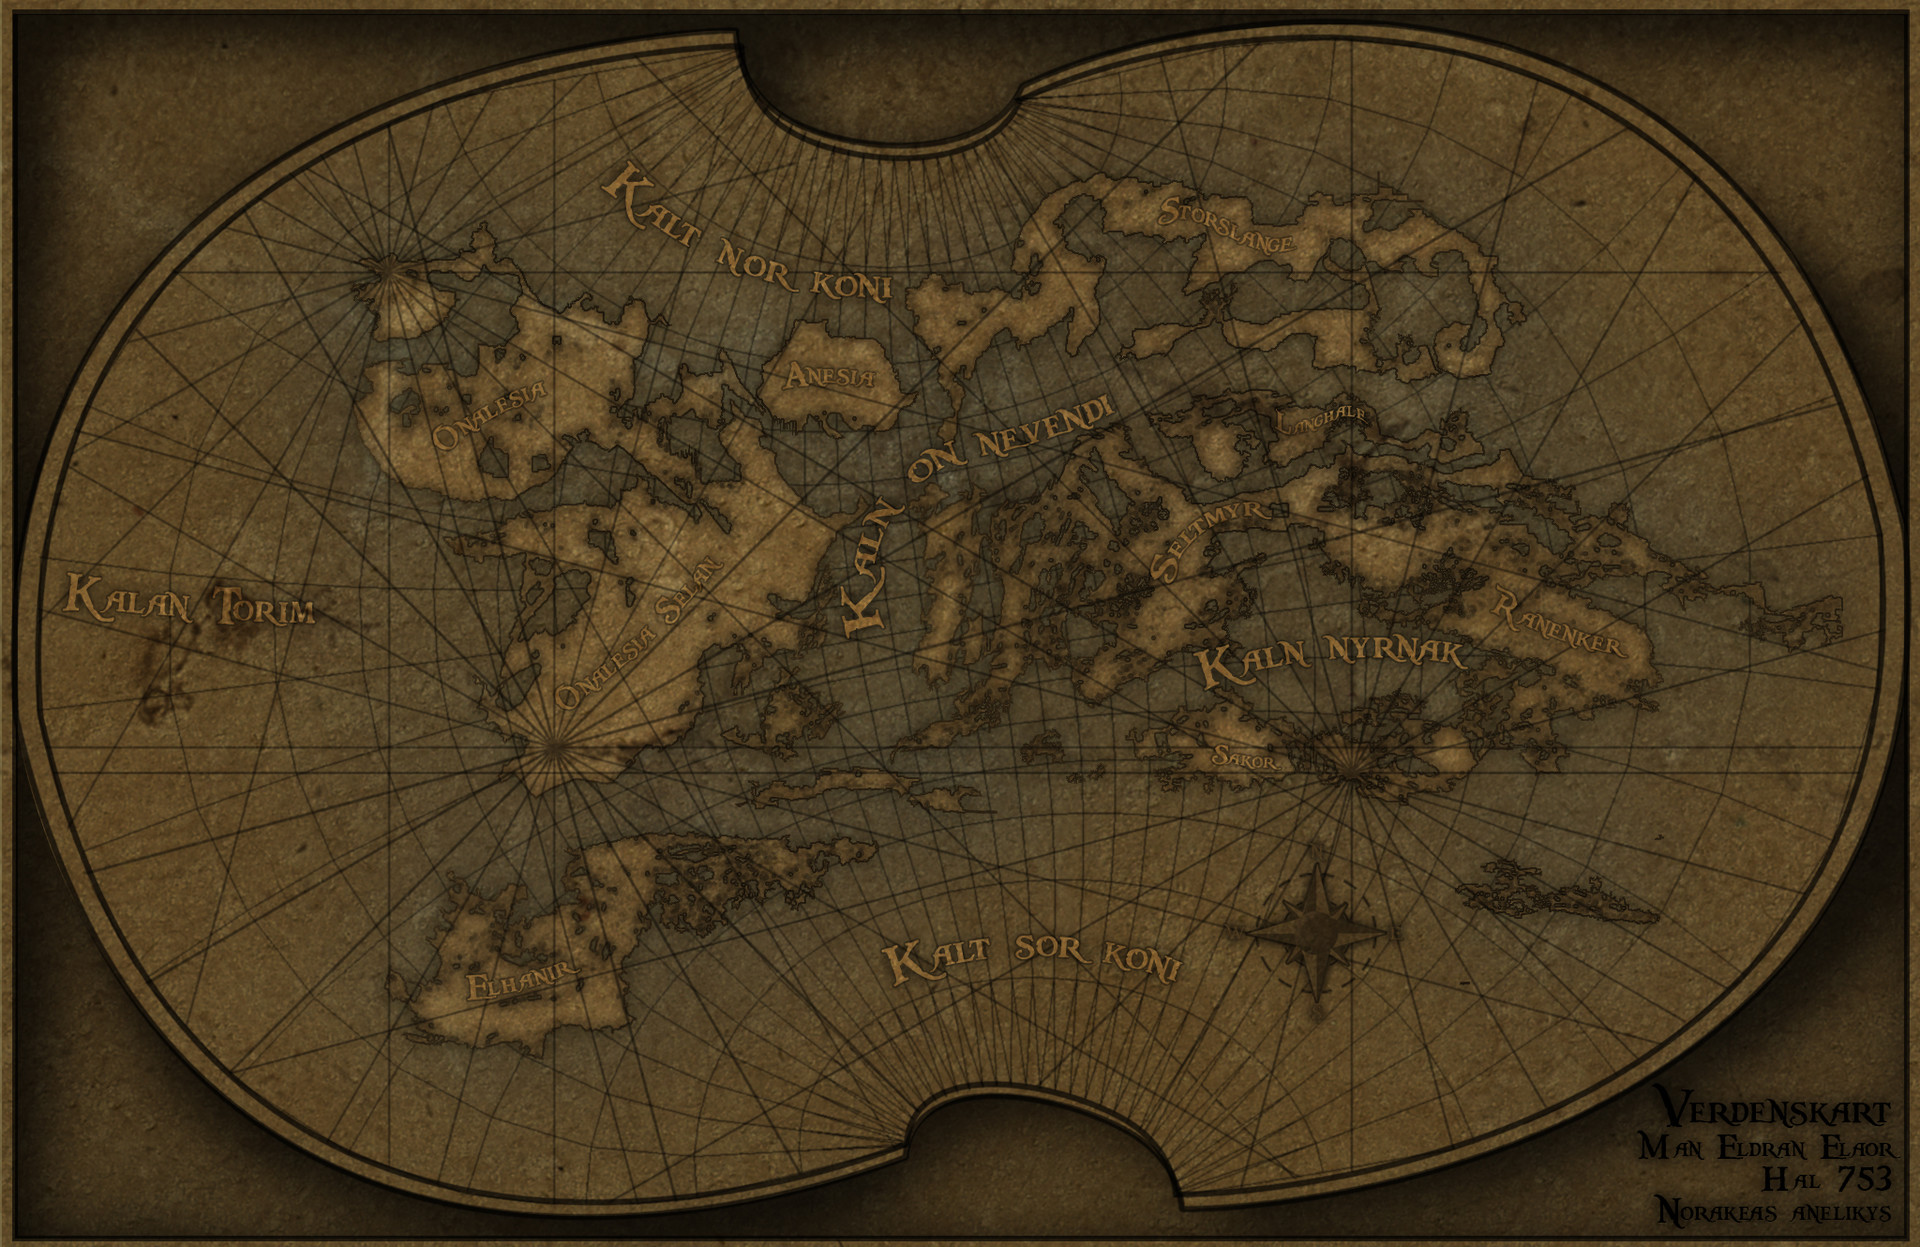 Kalt nor koni
Storslange
Onalesia
Anesia
Kaln on nevendi
Langhale
Seltmyr
Onalesia Selan
Kalan Torim
Ranenker
Kaln nyrnak
Sakor
Elhanir
Kalt sor koni
Verdenskart
Man Eldran Elaor
Hal 753
Norakeas anelikys